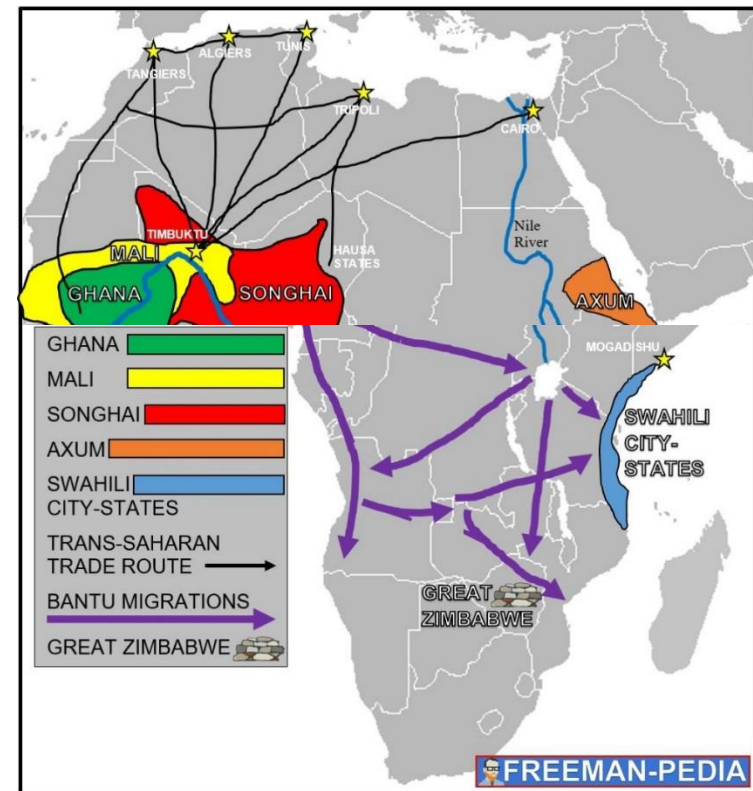 ALGIERS
TUNIS
TANGIERS
TRIPOLI
CAIRO
TIMBUKTU
MALI
GHANA
SONGHAI
HAUSA
STATES
Nile
River
AXUM
GHANA
MALI
SONGHAI
AXUM
SWAHILI
CITY-STATES
TRANS-SAHARAN
TRADE ROUTE
BANTU MIGRATIONS
GREAT ZIMBABWE
MOGADISHU
SWAHILI
CITY-
STATES
GREAT
ZIMBABWE
FREEMAN-PEDIA